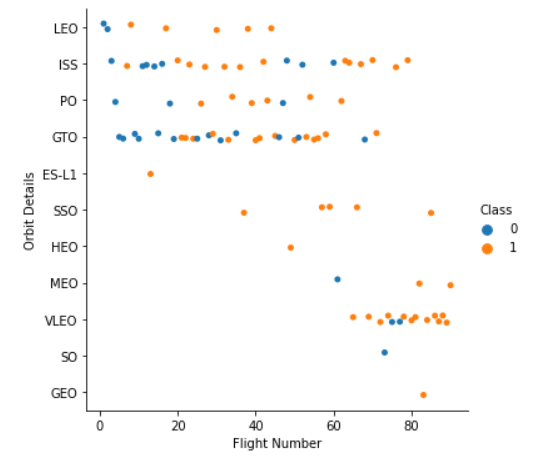 LEO
ISS
PO
GTO
ES-L1
SSO
HEO
MEO
VLEO
SO
GEO
Orbit Details
0 20 40 60 80
Flight Number
Class
0
1